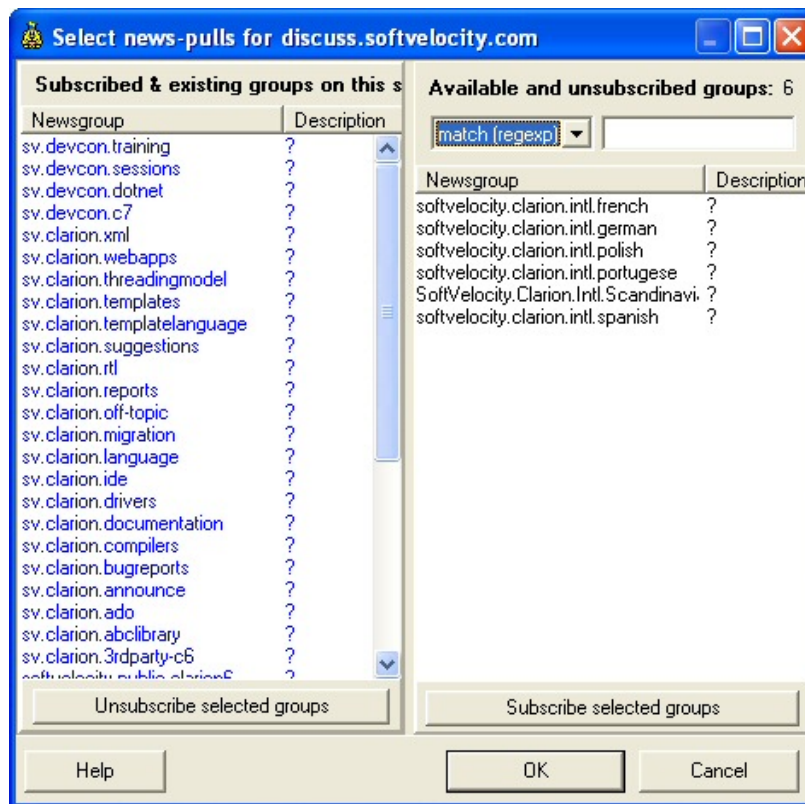 Select news-pulls for discuss.softvelocity.com
Subscribed & existing groups on this s
Newsgroup Description
sv.devcon.training ?
sv.devcon.sessions ?
sv.devcon.dotnet ?
sv.devcon.c7 ?
sv.clarion.xml ?
sv.clarion.webapps ?
sv.clarion.threadingmodel ?
sv.clarion.templates ?
sv.clarion.templatelanguage ?
sv.clarion.suggestions ?
sv.clarion.rtl ?
sv.clarion.reports ?
sv.clarion.off-topic ?
sv.clarion.migration ?
sv.clarion.language ?
sv.clarion.ide ?
sv.clarion.drivers ?
sv.clarion.documentation ?
sv.clarion.compilers ?
sv.clarion.bugreports ?
sv.clarion.announce ?
sv.clarion.ado ?
sv.clarion.abclibrary ?
sv.clarion.3rdparty-c6 ?
softvelocity.public.clarion6 ?
Unsubscribe selected groups
Available and unsubscribed groups: 6
match (regexp)
Newsgroup Description
softvelocity.clarion.intl.french ?
softvelocity.clarion.intl.german ?
softvelocity.clarion.intl.polish ?
softvelocity.clarion.intl.portugese ?
SoftVelocity.Clarion.Intl.Scandinavi ?
softvelocity.clarion.intl.spanish ?
Subscribe selected groups
Help OK Cancel